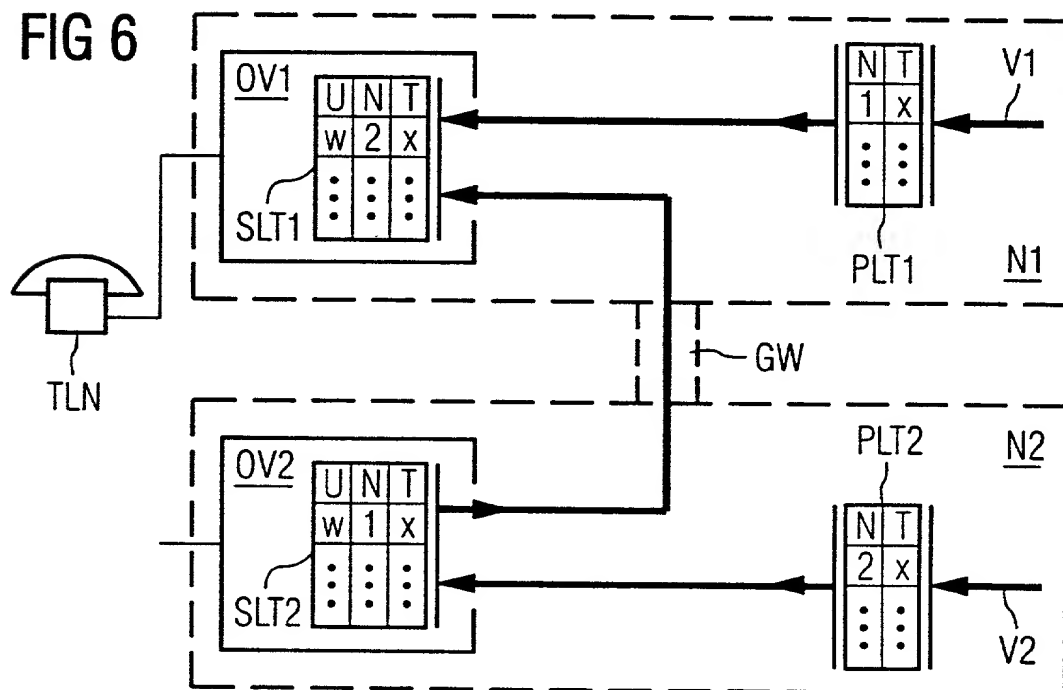 FIG 6
OV1
U N T
w 2 x
SLT1
N T
1 x
PLT1
V1
N1
TLN
GW
OV2
U N T
w 1 x
SLT2
PLT2
N T
2 x
N2
V2